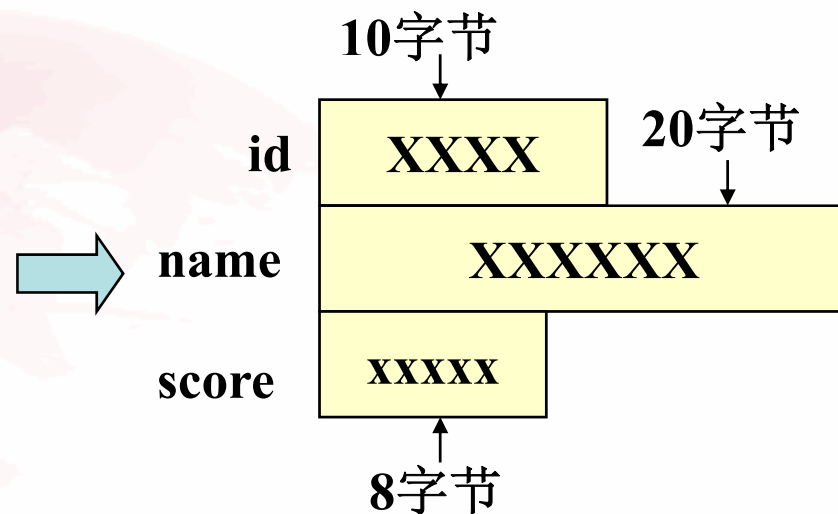 10字节
id XXXX
20字节
name XXXXXX
score xxxxx
8字节